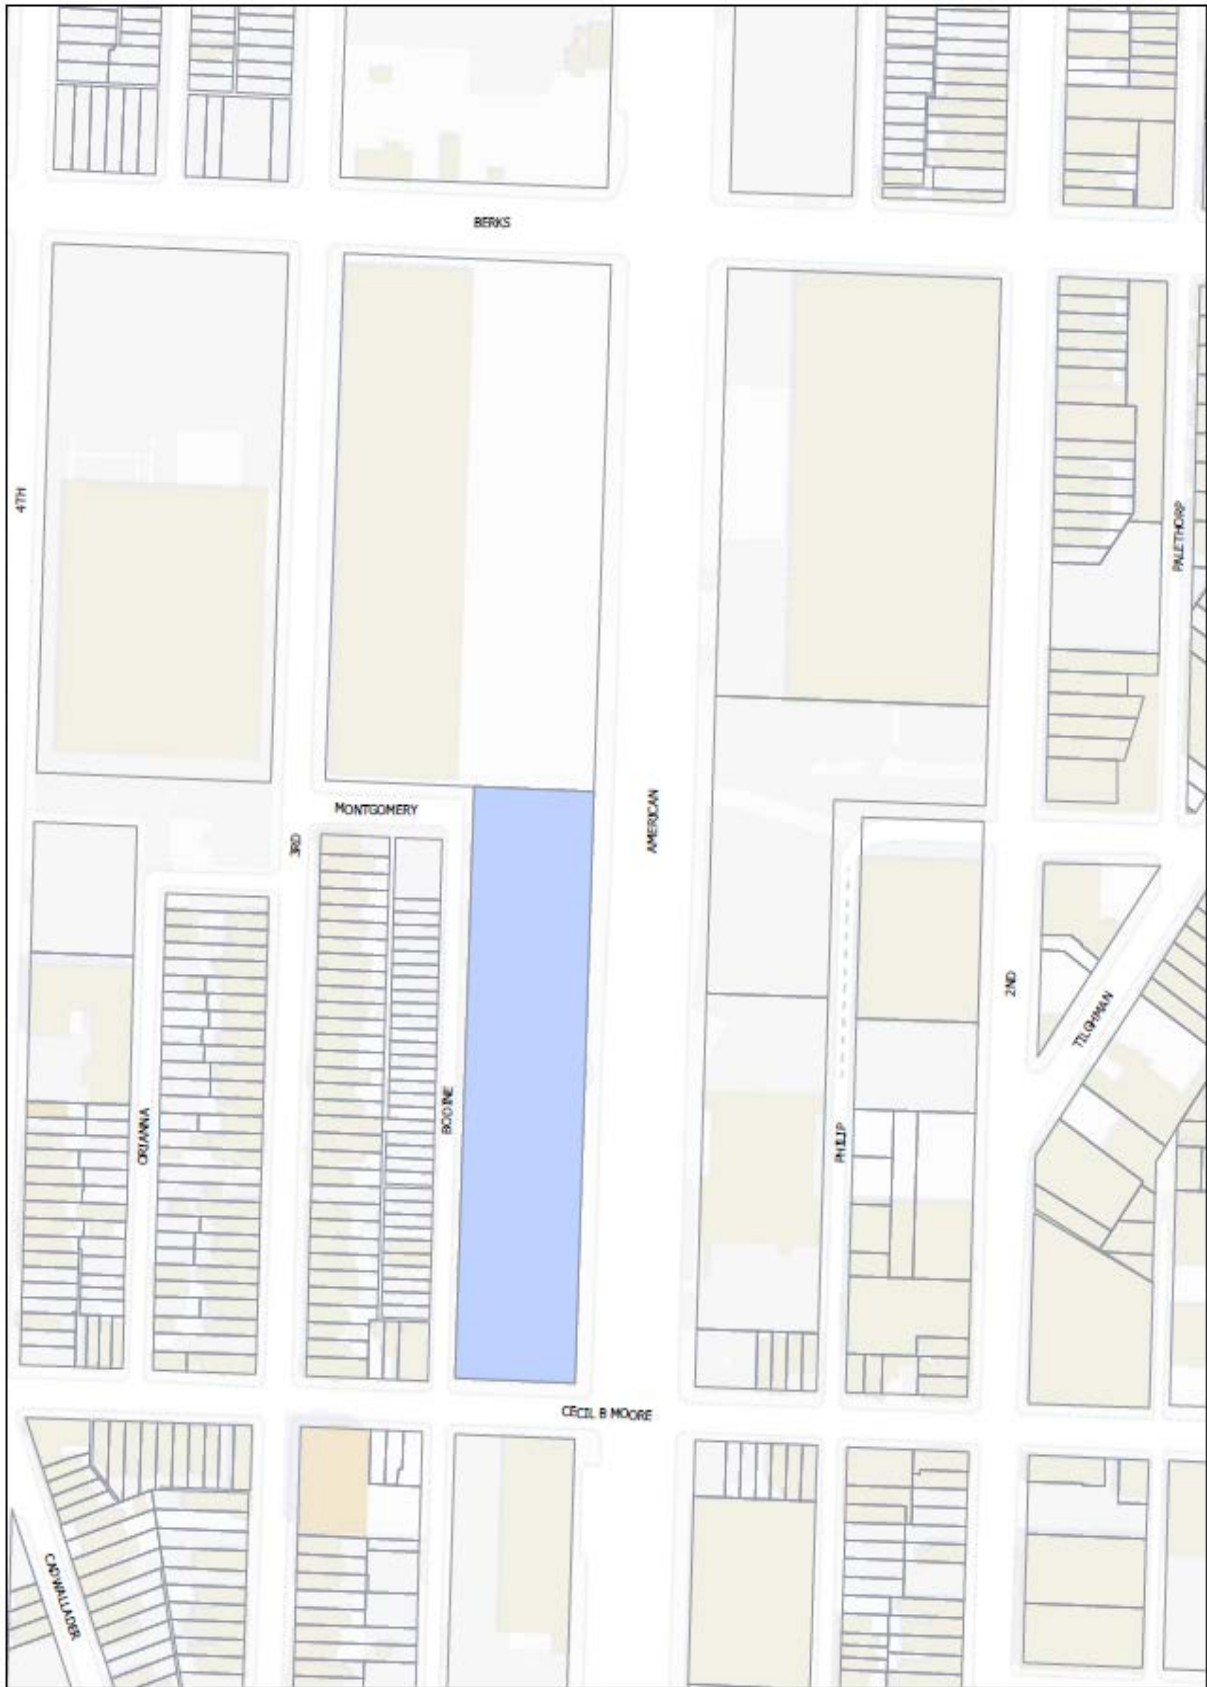 BERKS
4TH
PALETHORP
MONTGOMERY
AMERICAN
3RD
2ND
TILGHMAN
BODINE
ORIANNA
PHILIP
CECIL B MOORE
CADWALLADER